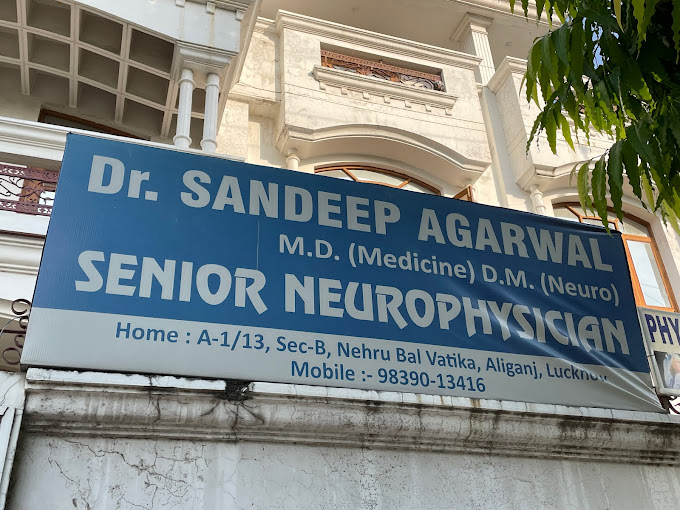 Dr. SANDEEP AGARWAL
M.D. (Medicine) D.M. (Neuro)
SENIOR NEUROPHYSICIAN
Home : A-1/13, Sec-B, Nehru Bal Vatika, Aliganj, Lucknow
Mobile :- 98390-13416